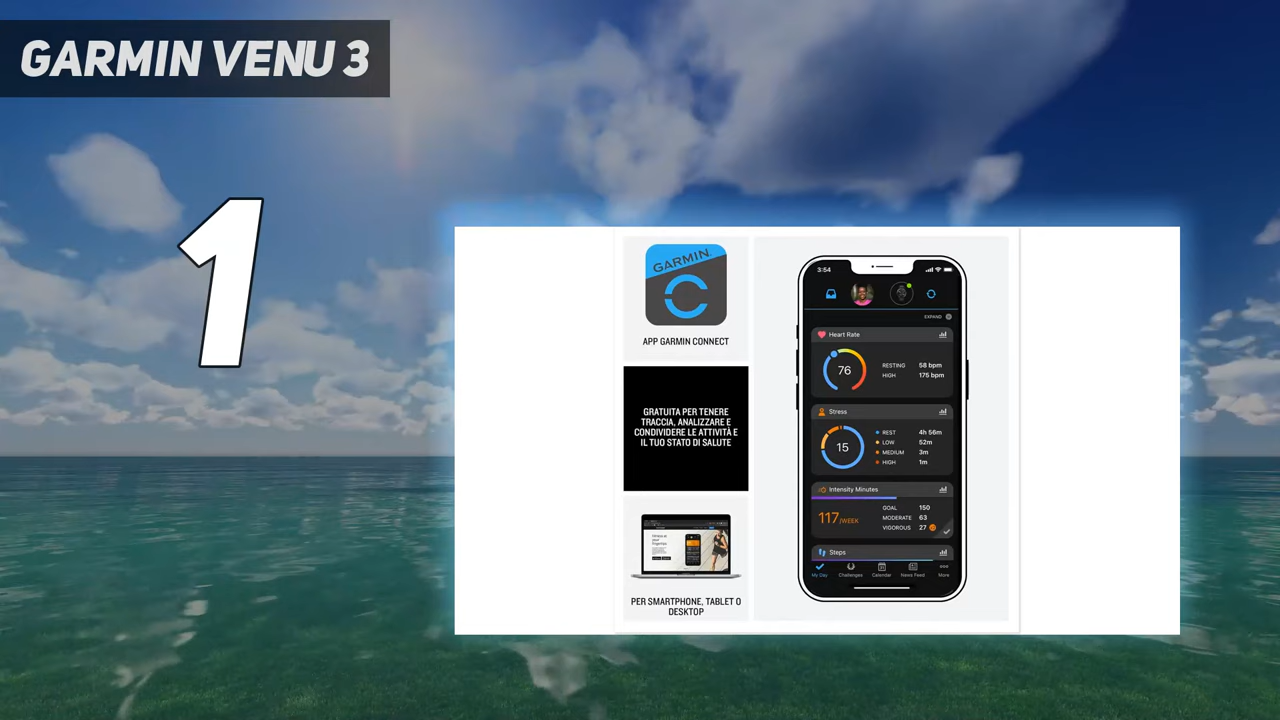 GARMIN VENU 3
1
GARMIN
APP GARMIN CONNECT
GRATUITA PER TENERE
TRACCIA, ANALIZZARE E
CONDIVIDERE LE ATTIVITÀ E
IL TUO STATO DI SALUTE
PER SMARTPHONE, TABLET O
DESKTOP
3:54
EXPAND
Heart Rate
76
RESTING 58 bpm
HIGH 175 bpm
Stress
15
REST 4h 56m
LOW 52m
MEDIUM 3m
HIGH 1m
Intensity Minutes
117/WEEK
GOAL 150
MODERATE 63
VIGOROUS 27
Steps
My Day Challenges Calendar News Feed More